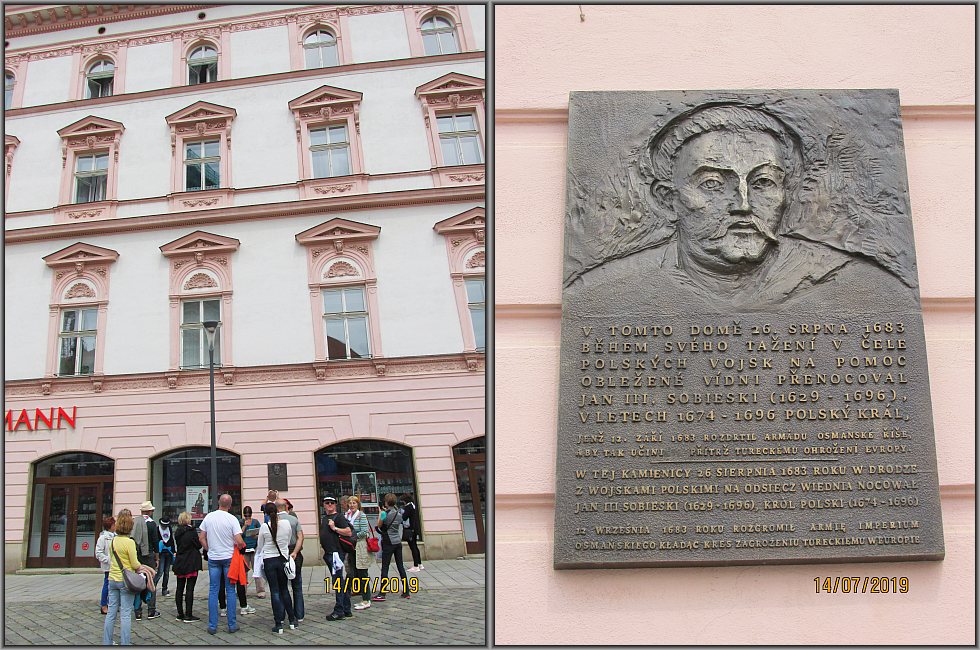 MANN
14/07/2019
V TOMTO DOMĚ 26. SRPNA 1683
BĚHEM SVÉHO TAŽENÍ V ČELE
POLSKÝCH VOJSK NA POMOC
OBLEŽENÉ VÍDNI PŘENOCOVAL
JAN III. SOBIESKI (1629 - 1696),
V LETECH 1674 - 1696 POLSKÝ KRÁL,
JENŽ 12. ZÁŘÍ 1683 ROZDRTIL ARMÁDU OSMANSKÉ ŘÍŠE,
ABY TAK UČINIL PŘÍTRŽ TURECKÉMU OHROŽENÍ EVROPY.
W TEJ KAMIENICY 26 SIERPNIA 1683 ROKU W DRODZE
Z WOJSKAMI POLSKIMI NA ODSIECZ WIEDNIA NOCOWAŁ
JAN III SOBIESKI (1629-1696), KRÓL POLSKI (1674-1696)
12 WRZEŚNIA 1683 ROKU ROZGROMIŁ ARMIĘ IMPERIUM
OSMAŃSKIEGO KŁADĄC KRES ZAGROŻENIU TURECKIEMU W EUROPIE
14/07/2019